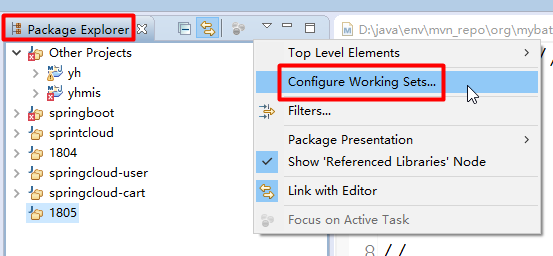 Package Explorer
D:\java\env\mvn_repo\org\mybat
Other Projects
yh
yhmis
springboot
sprintcloud
1804
springcloud-user
springcloud-cart
1805
Top Level Elements
Configure Working Sets...
Filters...
Package Presentation
Show 'Referenced Libraries' Node
Link with Editor
Focus on Active Task
8 //